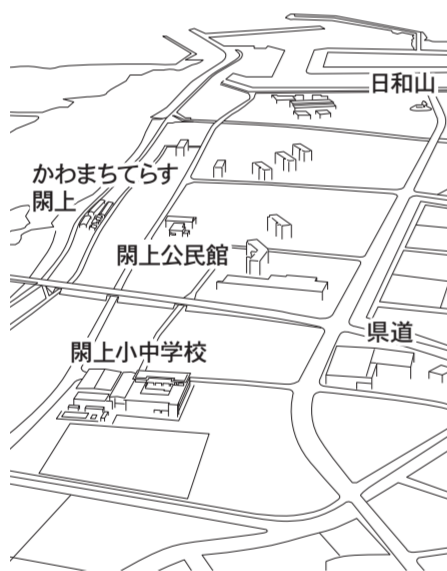 日和山
かわまちてらす
閖上
閖上公民館
県道
閖上小中学校